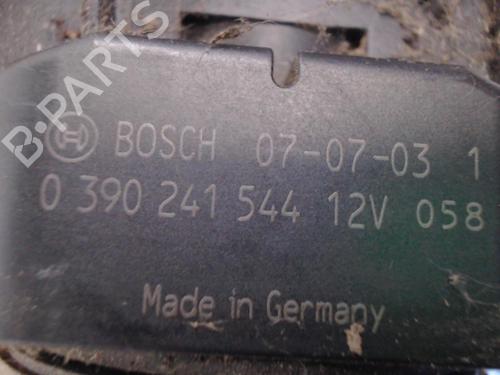 B-PARTS
BOSCH 07-07-03 1
0 390 241 544 12V 058
Made in Germany